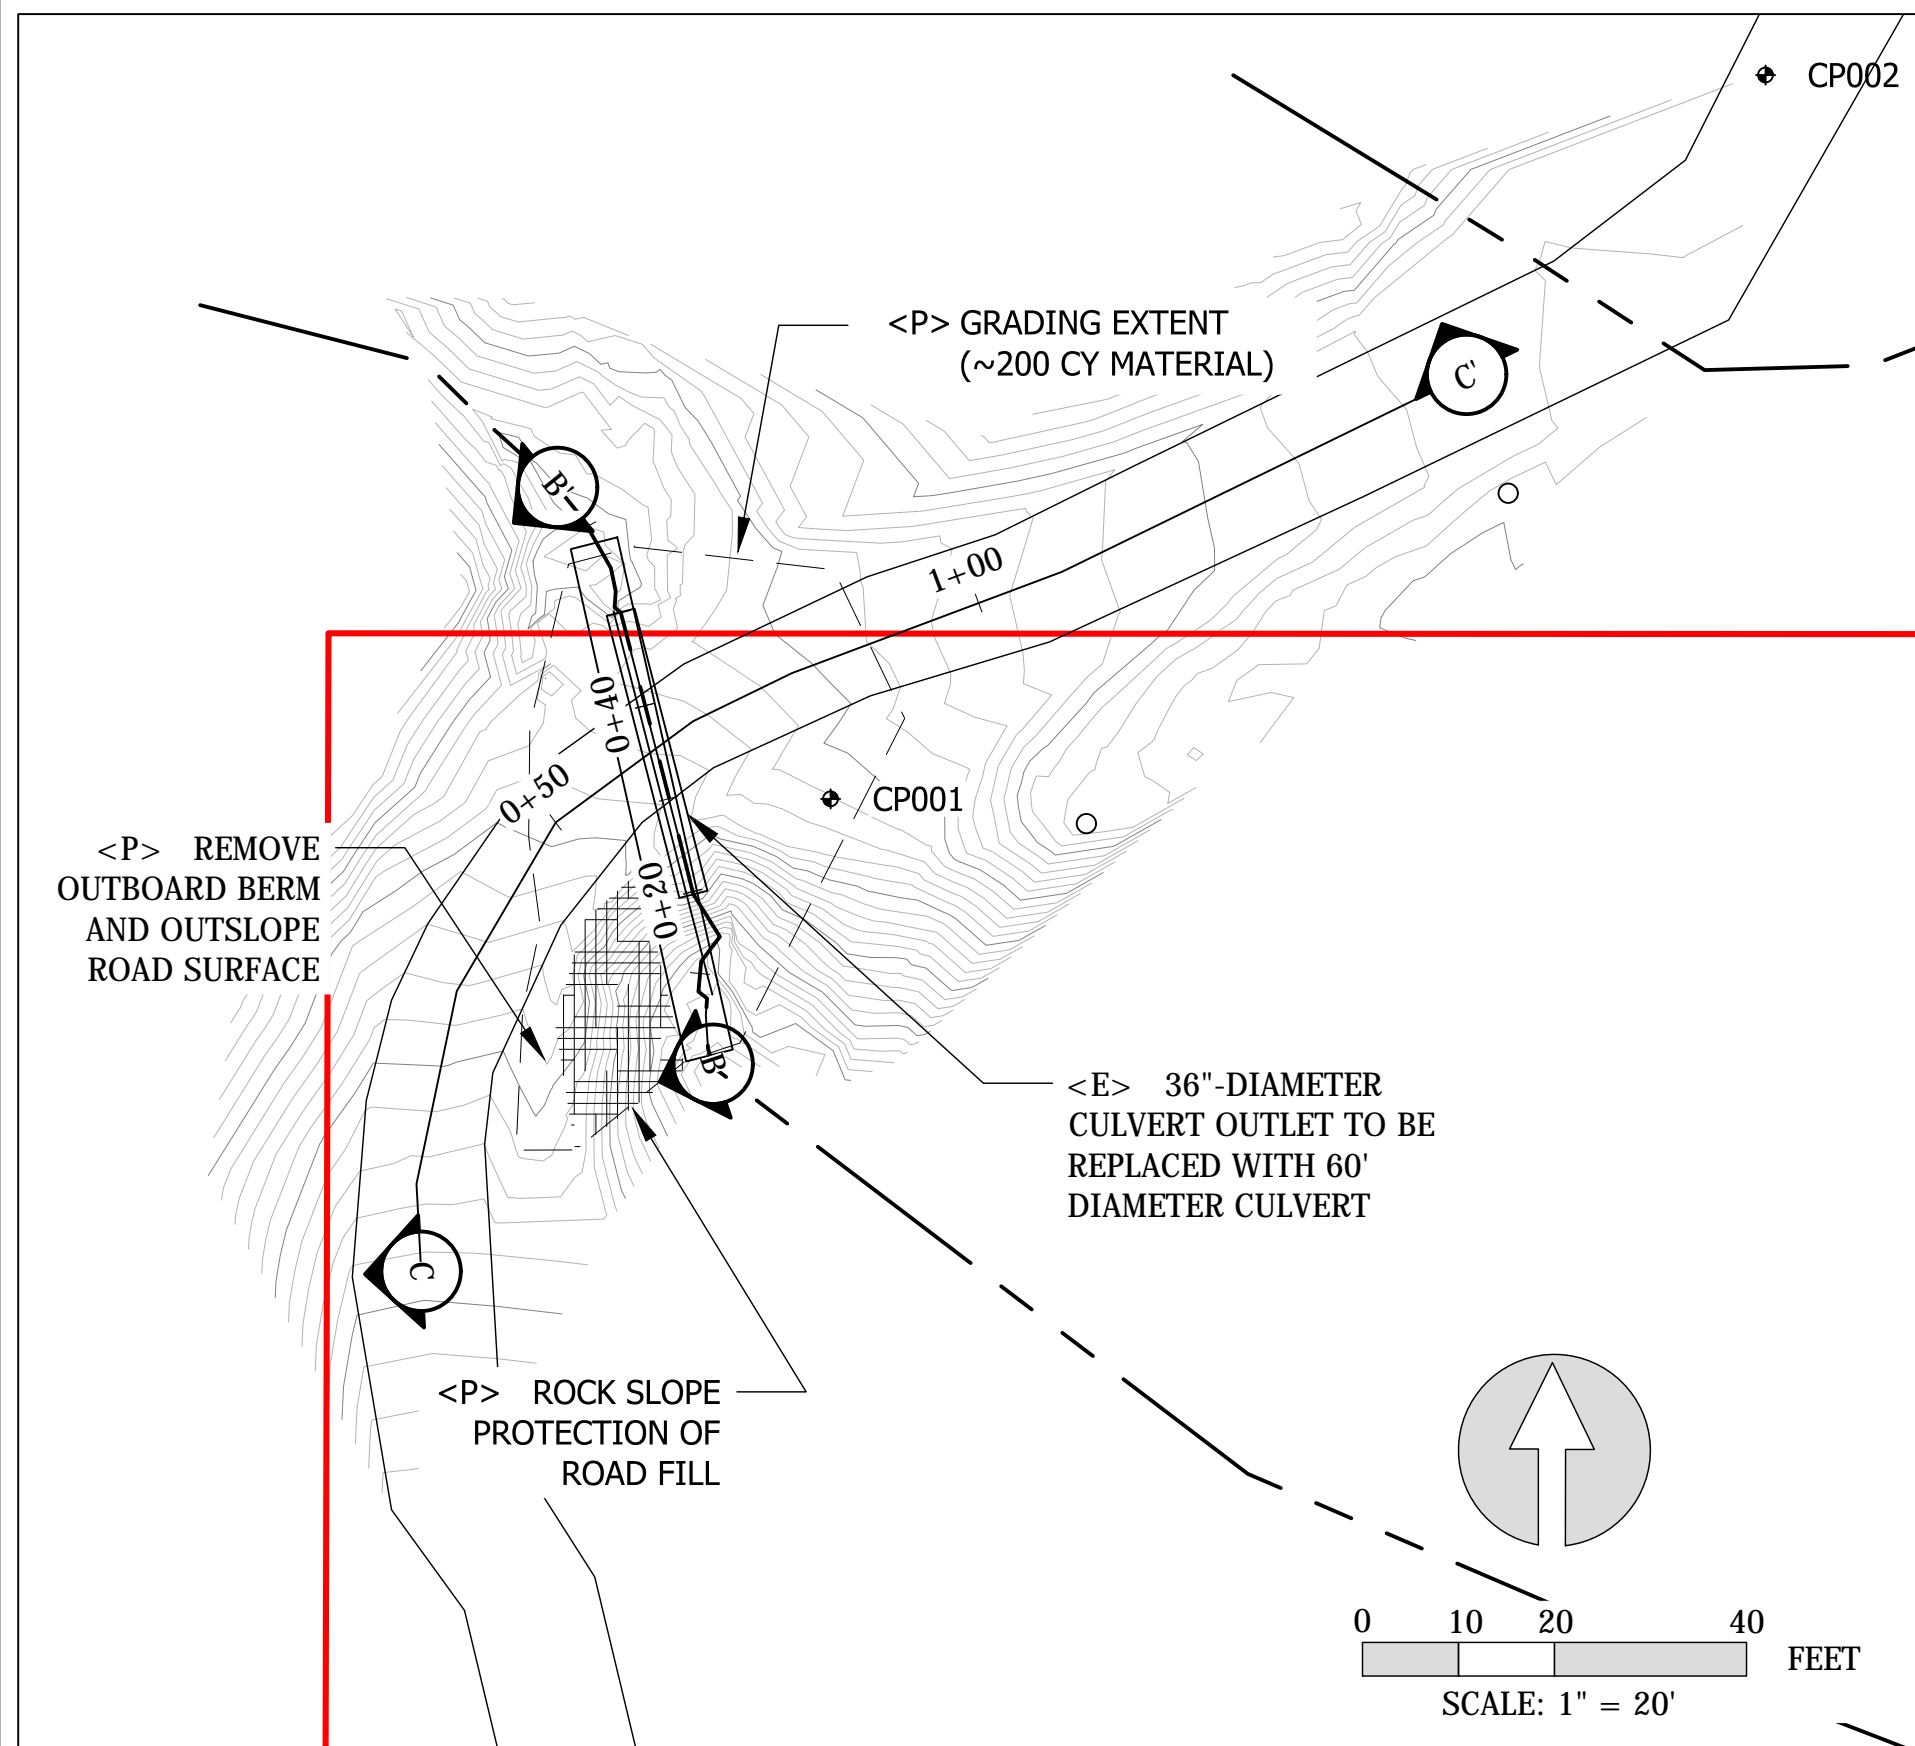 CP002
<P> GRADING EXTENT
(~200 CY MATERIAL)
C'
B'
1+00
0+40
0+50
CP001
<P> REMOVE
OUTBOARD BERM
AND OUTSLOPE
ROAD SURFACE
0+20
B'
<E> 36"-DIAMETER
CULVERT OUTLET TO BE
REPLACED WITH 60'
DIAMETER CULVERT
C
<P> ROCK SLOPE
PROTECTION OF
ROAD FILL
0 10 20 40
FEET
SCALE: 1" = 20'